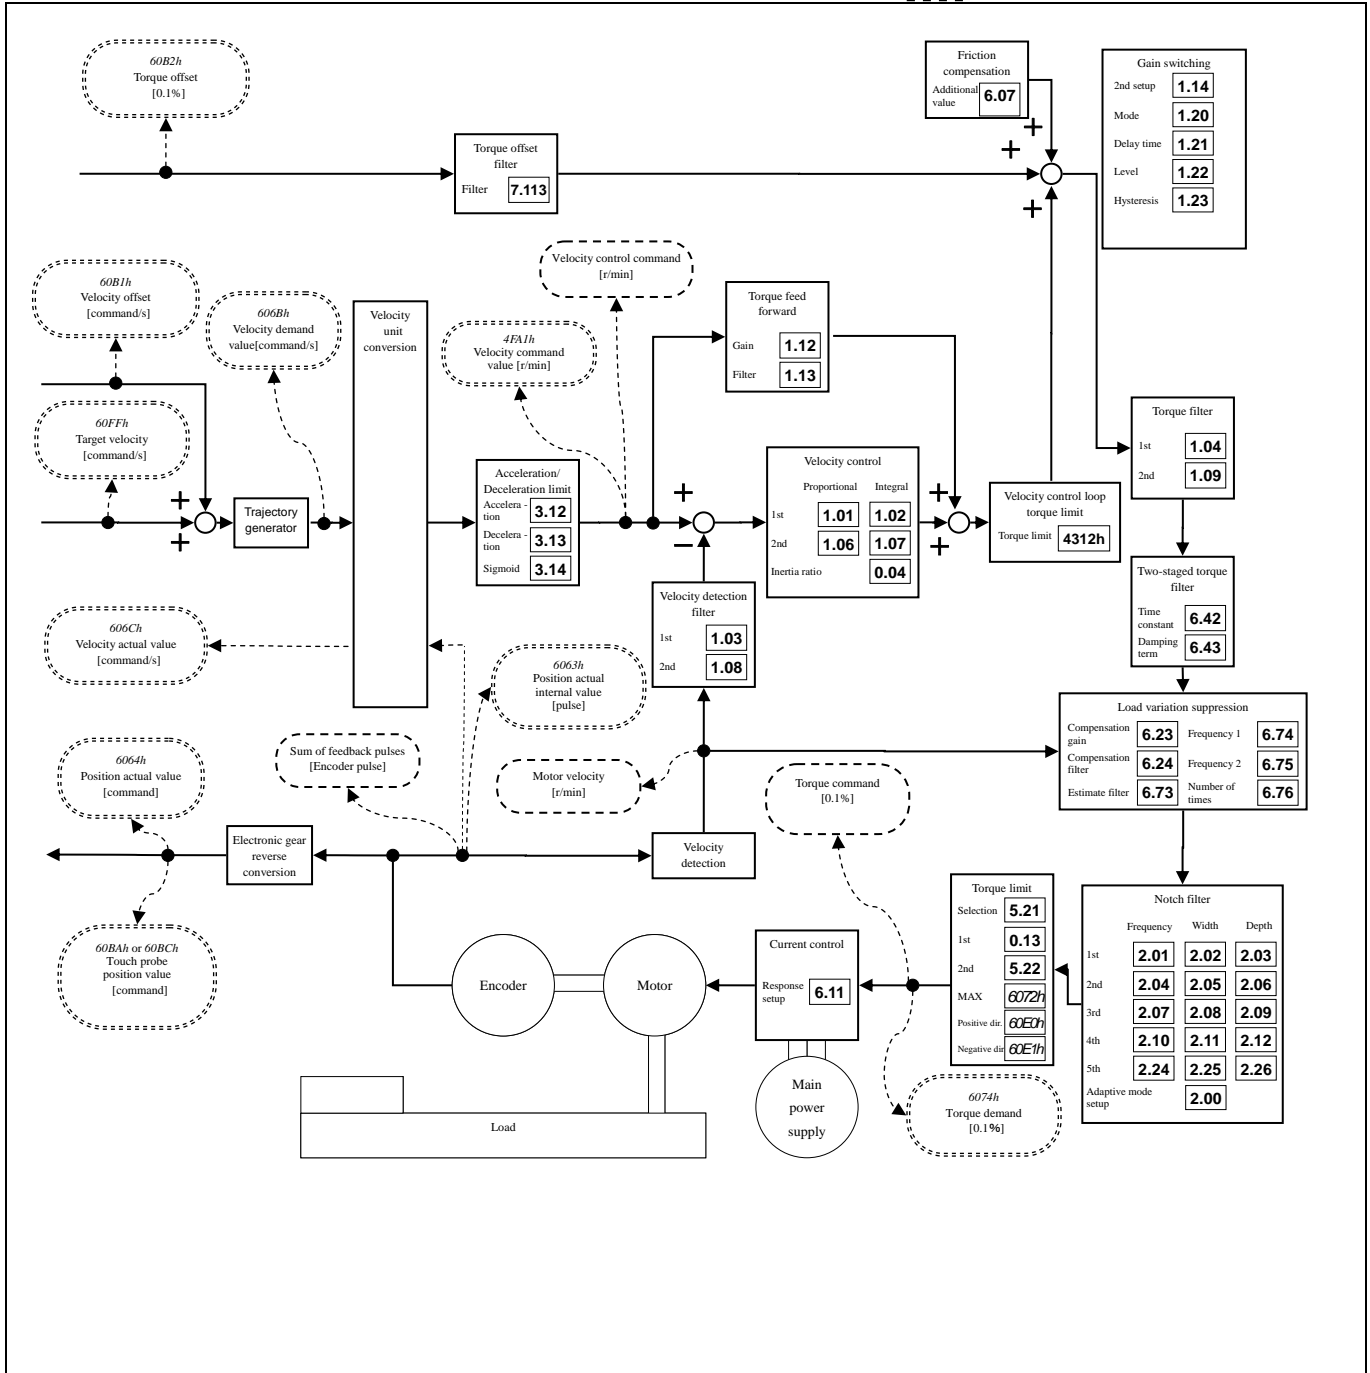 60B2h
Torque offset
[0.1%]
Friction
compensation
Additional
value
6.07
Gain switching
2nd setup 1.14
Mode 1.20
Delay time 1.21
Level 1.22
Hysteresis 1.23
+
+
+
Torque offset
filter
Filter 7.113
60B1h
Velocity offset
[command/s]
606Bh
Velocity demand
value[command/s]
Velocity
unit
conversion
Velocity control command
[r/min]
4FA1h
Velocity command
value [r/min]
Torque feed
forward
Gain 1.12
Filter 1.13
60FFh
Target velocity
[command/s]
+
+
Trajectory
generator
Acceleration/
Deceleration limit
Accelera -
tion
3.12
Decelera -
tion
3.13
Sigmoid 3.14
+
−
Velocity control
Proportional Integral
1st 1.01 1.02
2nd 1.06 1.07
Inertia ratio 0.04
+
+
Velocity control loop
torque limit
Torque limit 4312h
Torque filter
1st 1.04
2nd 1.09
Two-staged torque
filter
Time
constant
6.42
Damping
term
6.43
Velocity detection
filter
1st 1.03
2nd 1.08
606Ch
Velocity actual value
[command/s]
6063h
Position actual
internal value
[pulse]
Load variation suppression
Compensation
gain
6.23
Frequency 1 6.74
Compensation
filter
6.24
Frequency 2 6.75
Estimate filter 6.73
Number of
times
6.76
6064h
Position actual value
[command]
Sum of feedback pulses
[Encoder pulse]
Motor velocity
[r/min]
Torque command
[0.1%]
Electronic gear
reverse
conversion
Velocity
detection
60BAh or 60BCh
Touch probe
position value
[command]
Encoder
Motor
Current control
Response
setup
6.11
Torque limit
Selection 5.21
1st 0.13
2nd 5.22
MAX 6072h
Positive dir. 60E0h
Negative dir 60E1h
Notch filter
Frequency Width Depth
1st 2.01 2.02 2.03
2nd 2.04 2.05 2.06
3rd 2.07 2.08 2.09
4th 2.10 2.11 2.12
5th 2.24 2.25 2.26
Adaptive mode
setup
2.00
Main
power
supply
6074h
Torque demand
[0.1%]
Load